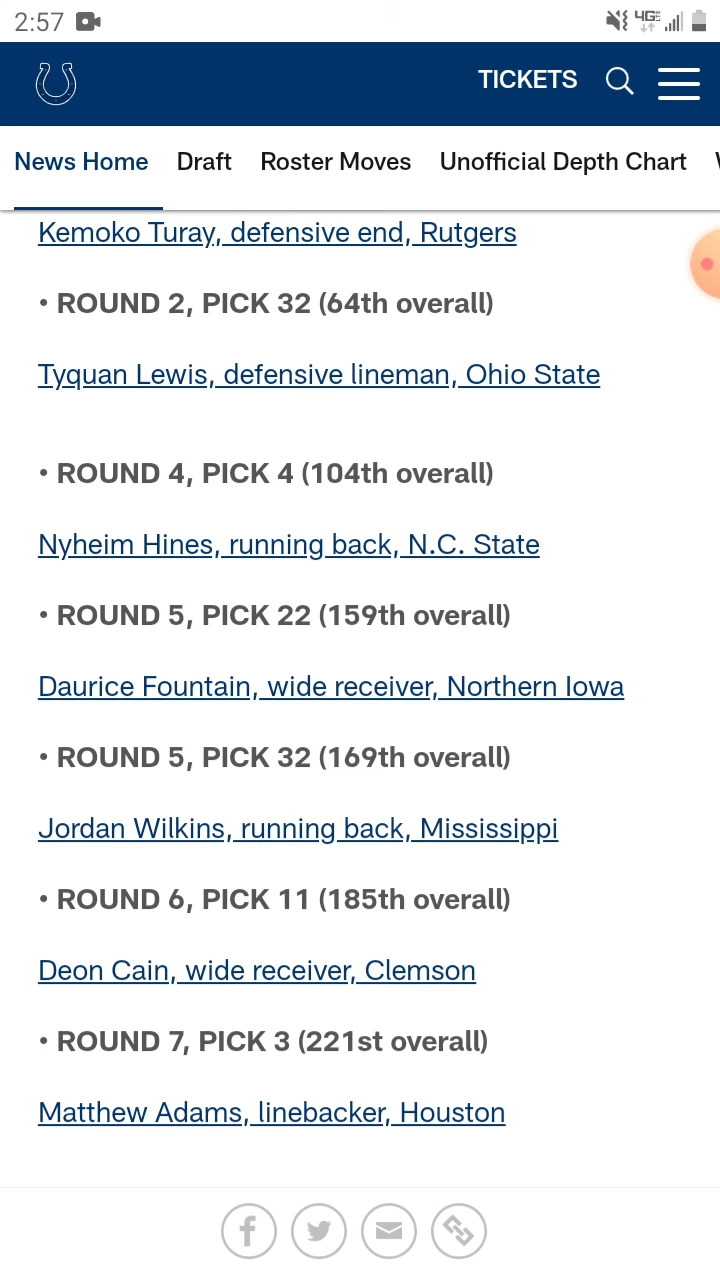 2:57
4G
TICKETS
News Home Draft Roster Moves Unofficial Depth Chart
Kemoko Turay, defensive end, Rutgers
• ROUND 2, PICK 32 (64th overall)
Tyquan Lewis, defensive lineman, Ohio State
• ROUND 4, PICK 4 (104th overall)
Nyheim Hines, running back, N.C. State
• ROUND 5, PICK 22 (159th overall)
Daurice Fountain, wide receiver, Northern Iowa
• ROUND 5, PICK 32 (169th overall)
Jordan Wilkins, running back, Mississippi
• ROUND 6, PICK 11 (185th overall)
Deon Cain, wide receiver, Clemson
• ROUND 7, PICK 3 (221st overall)
Matthew Adams, linebacker, Houston